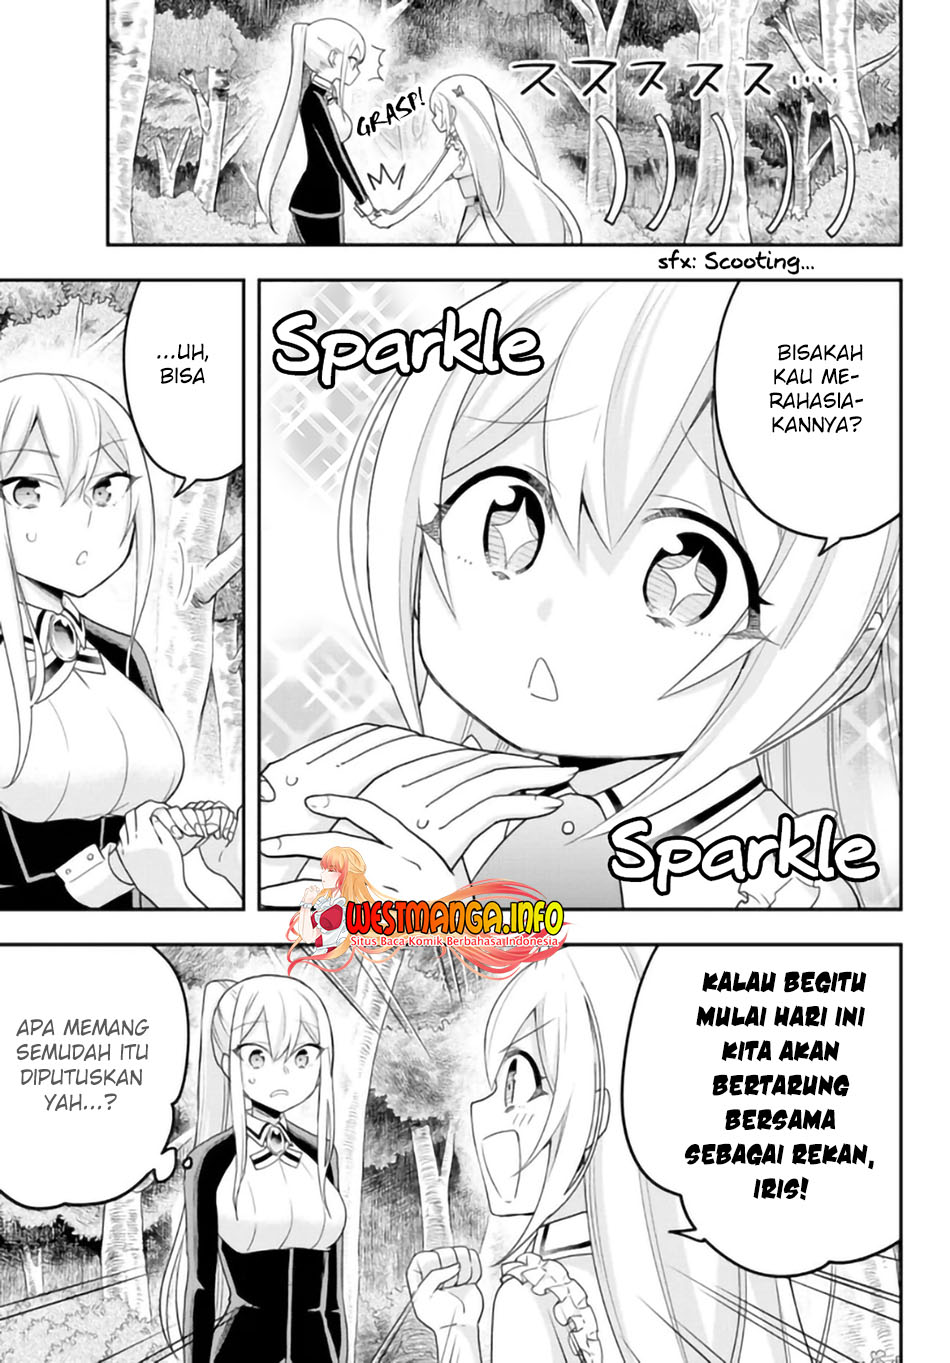 ススススス....
GRASP!
sfx: Scooting...
BISAKAH
KAU ME-
RAHASIA-
KANNYA?
Sparkle
Sparkle
...UH,
BISA
WESTMANGA.INFO
Situs Baca Komik Berbahasa Indonesia
KALAU BEGITU
MULAI HARI INI
KITA AKAN
BERTARUNG
BERSAMA
SEBAGAI REKAN,
IRIS!
APA MEMANG
SEMUDAH ITU
DIPUTUSKAN
YAH...?